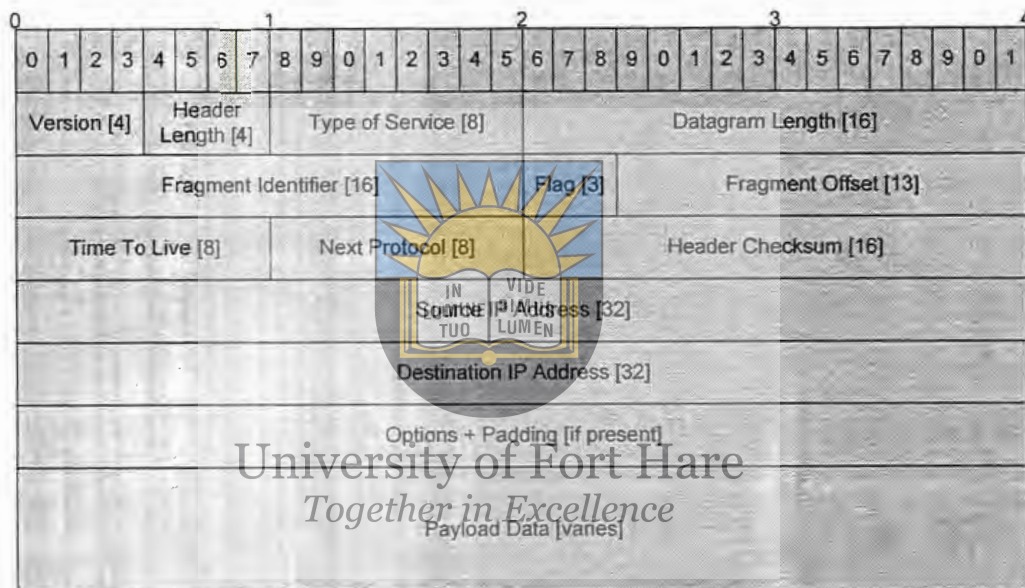 0 1 2 3 4
0 1 2 3 4 5 6 7 8 9 0 1 2 3 4 5 6 7 8 9 0 1 2 3 4 5 6 7 8 9 0 1
Version [4] Header Length [4] Type of Service [8] Datagram Length [16]
Fragment Identifier [16] Flag [3] Fragment Offset [13]
Time To Live [8] Next Protocol [8] Header Checksum [16]
Source IP Address [32]
IN LUMINE TUO VIDEBIMUS LUMEN
Destination IP Address [32]
Options + Padding [if present]
University of Fort Hare
Together in Excellence
Payload Data [varies]